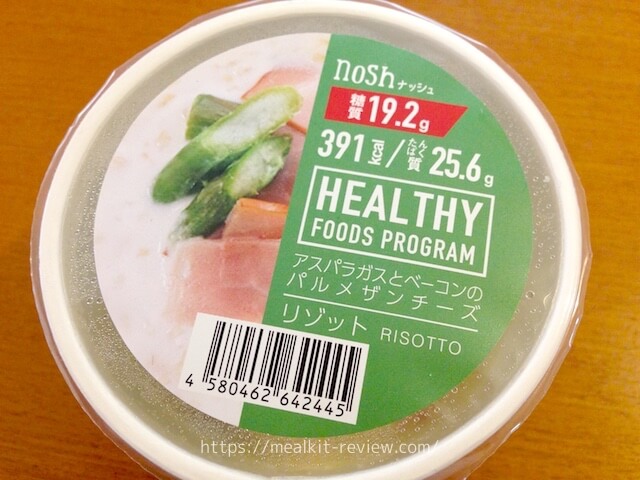 nosh ナッシュ
糖質 19.2g
391kcal/たんぱく質 25.6g
HEALTHY
FOODS PROGRAM
アスパラガスとベーコンの
パルメザンチーズ
リゾット RISOTTO
4 580462 642445
https://mealkit-review.com/